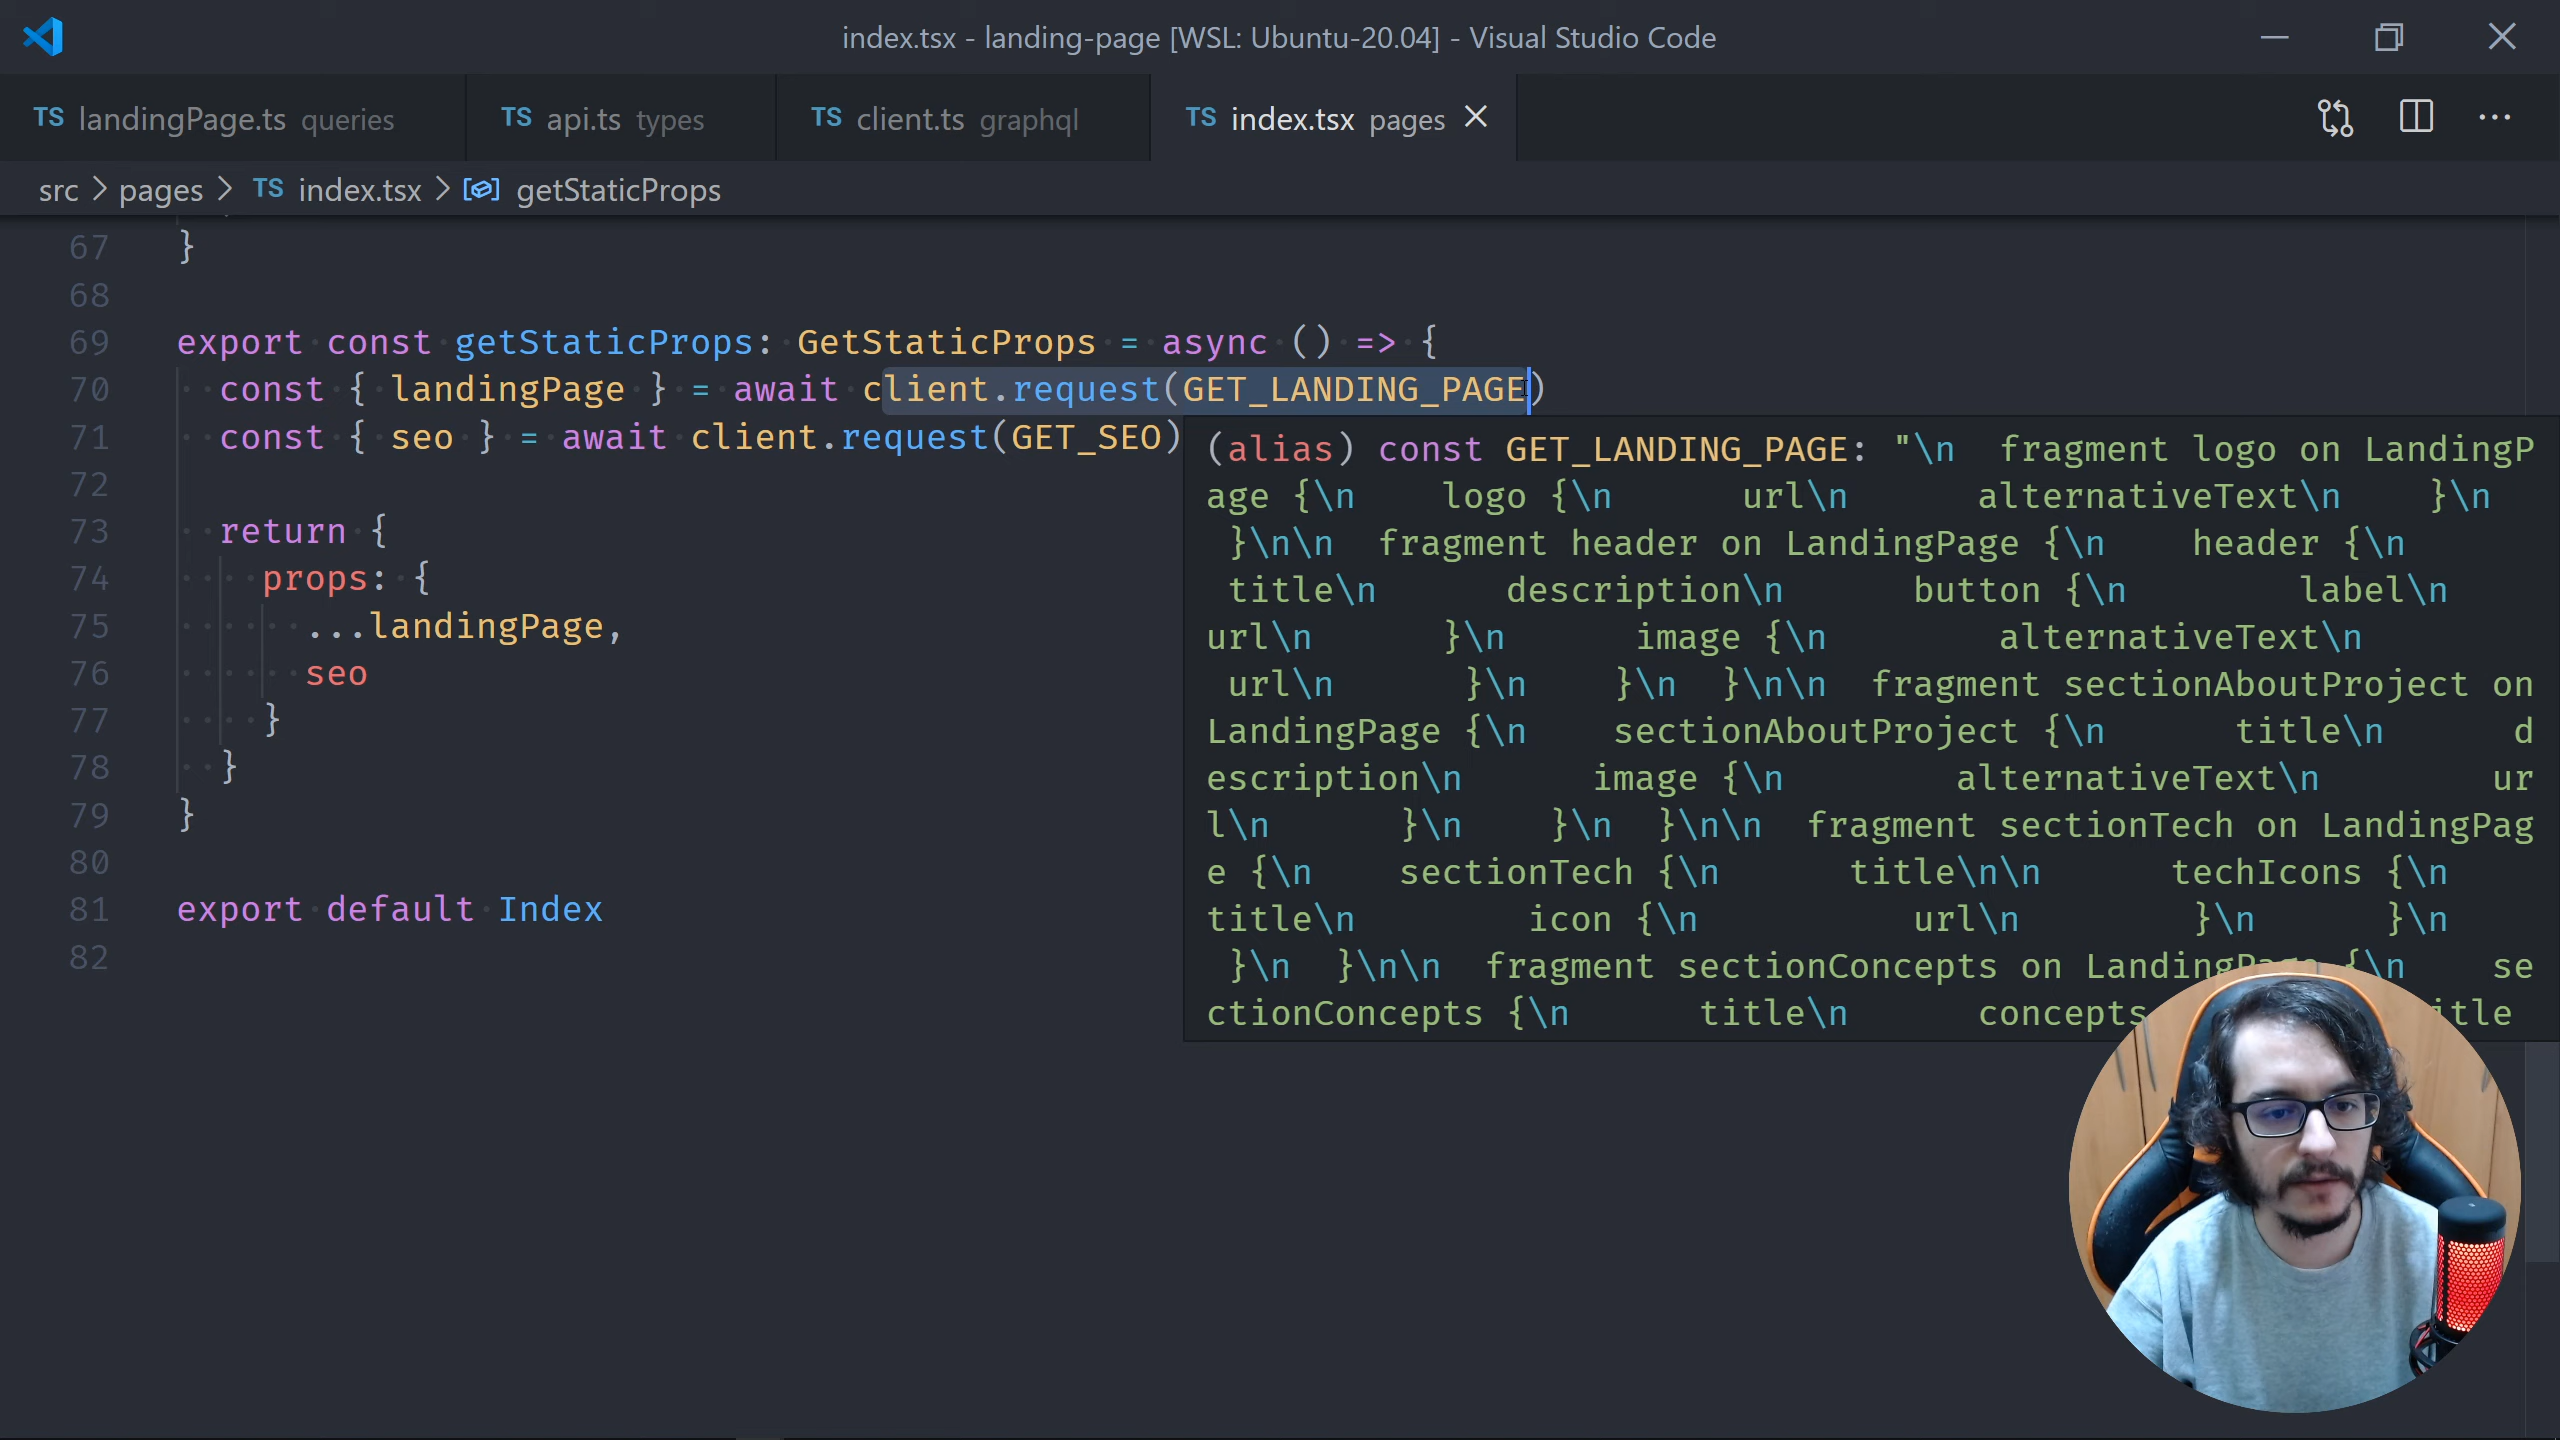 index.tsx - landing-page [WSL: Ubuntu-20.04] - Visual Studio Code
TS landingPage.ts queries TS api.ts types TS client.ts graphql TS index.tsx pages
src > pages > TS index.tsx > getStaticProps
67 }
68
69 export const getStaticProps: GetStaticProps = async () => {
70 const { landingPage } = await client.request(GET_LANDING_PAGE)
71 const { seo } = await client.request(GET_SEO)
72
73 return {
74 props: {
75 ...landingPage,
76 seo
77 }
78 }
79 }
80
81 export default Index
82
(alias) const GET_LANDING_PAGE: "\n fragment logo on LandingP
age {\n logo {\n url\n alternativeText\n }\n
}\n\n fragment header on LandingPage {\n header {\n
title\n description\n button {\n label\n
url\n }\n image {\n alternativeText\n
url\n }\n }\n }\n\n fragment sectionAboutProject on
LandingPage {\n sectionAboutProject {\n title\n d
escription\n image {\n alternativeText\n ur
l\n }\n }\n }\n\n fragment sectionTech on LandingPag
e {\n sectionTech {\n title\n\n techIcons {\n
title\n icon {\n url\n }\n }\n
}\n }\n\n fragment sectionConcepts on LandingPage {\n se
ctionConcepts {\n title\n concepts itle